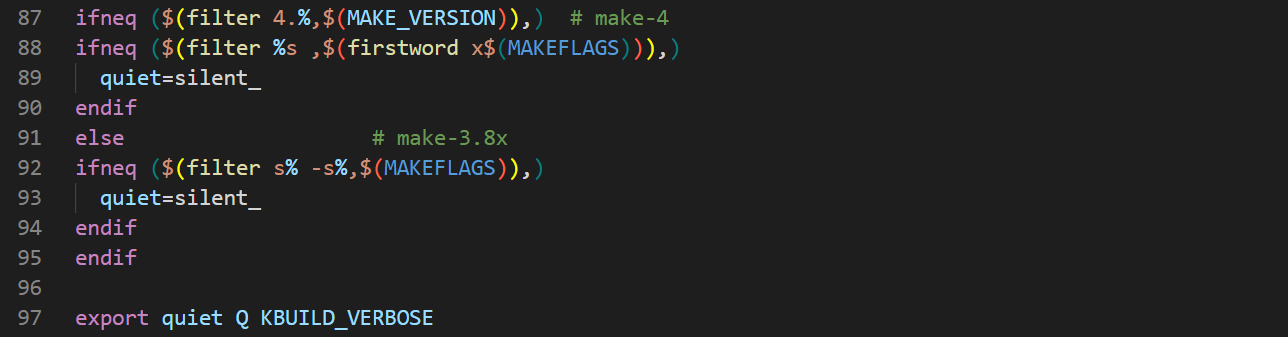 87 ifneq ($(filter 4.%,$(MAKE_VERSION)),)  # make-4
88 ifneq ($(filter %s ,$(firstword x$(MAKEFLAGS))),)
89   quiet=silent_
90 endif
91 else                    # make-3.8x
92 ifneq ($(filter s% -s%,$(MAKEFLAGS)),)
93   quiet=silent_
94 endif
95 endif
96
97 export quiet Q KBUILD_VERBOSE